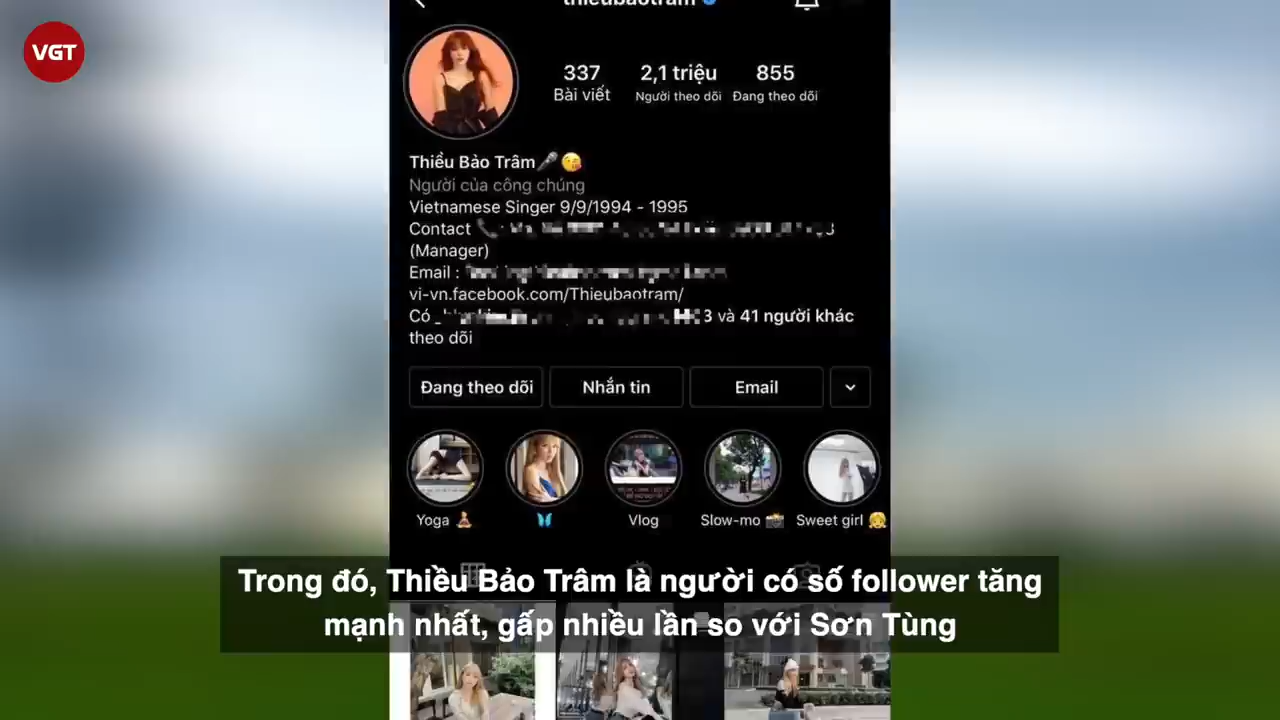 VGT
thieubaotram
337
2,1 triệu
855
Bài viết
Người theo dõi
Đang theo dõi
Thiều Bảo Trâm🎤😘
Người của công chúng
Vietnamese Singer 9/9/1994 - 1995
Contact 📞:
(Manager)
Email :
vi-vn.facebook.com/Thieubaotram/
Có 3 và 41 người khác
theo dõi
Đang theo dõi
Nhắn tin
Email
Yoga 🧘
🦋
Vlog
Slow-mo 📸
Sweet girl 👧
Trong đó, Thiều Bảo Trâm là người có số follower tăng
mạnh nhất, gấp nhiều lần so với Sơn Tùng